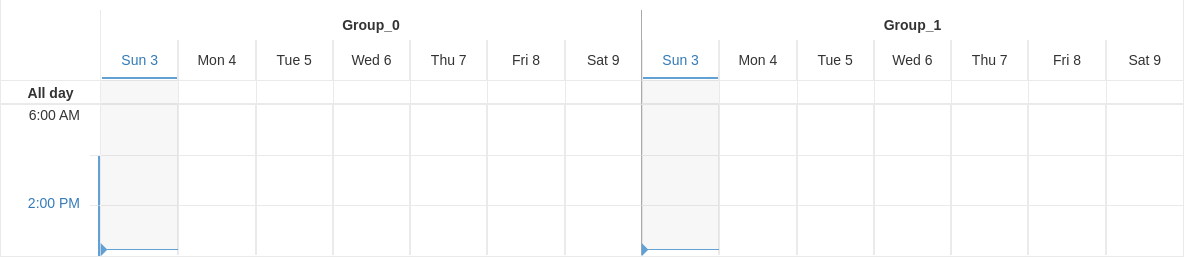 Group_0 Group_1
Sun 3 Mon 4 Tue 5 Wed 6 Thu 7 Fri 8 Sat 9 Sun 3 Mon 4 Tue 5 Wed 6 Thu 7 Fri 8 Sat 9
All day
6:00 AM
2:00 PM